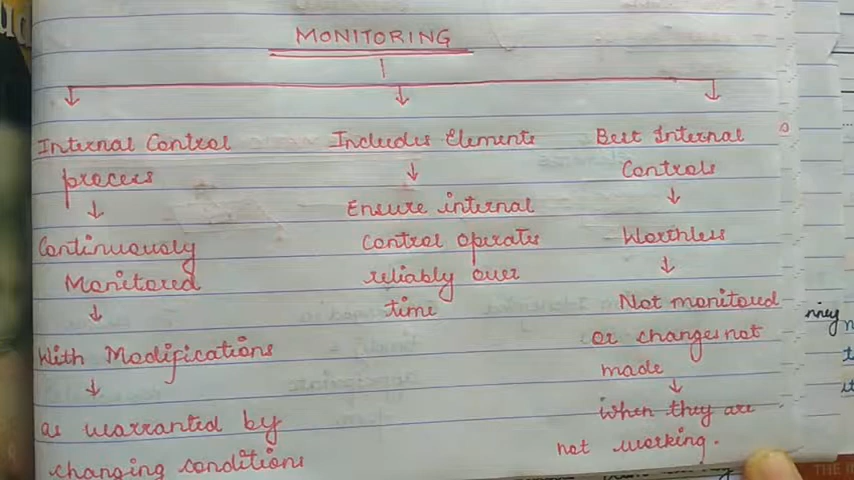 MONITORING
Internal Control
process
Continuously
Monitored
With Modifications
as warranted by
changing conditions
Includes Elements
Ensure internal
Control operates
reliably over
time
Best Internal
Controls
Worthless
Not monitored
or changes not
made
when they are
not working.
THE